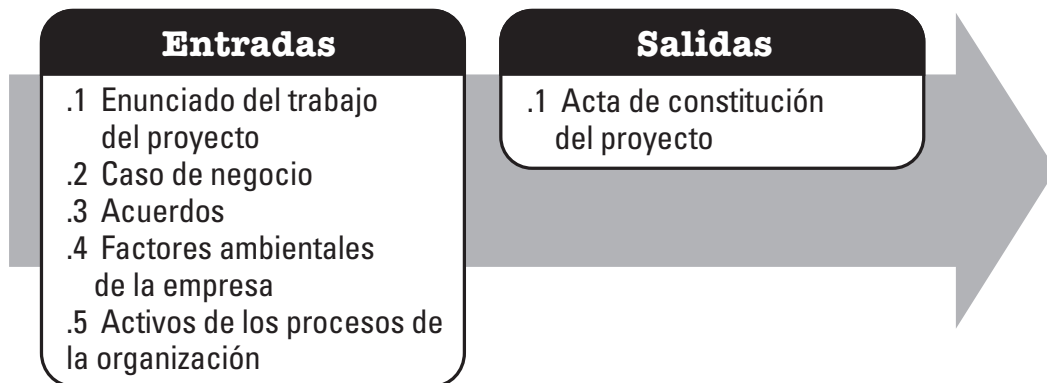 Entradas
.1 Enunciado del trabajo
del proyecto
.2 Caso de negocio
.3 Acuerdos
.4 Factores ambientales
de la empresa
.5 Activos de los procesos de
la organización
Salidas
.1 Acta de constitución
del proyecto